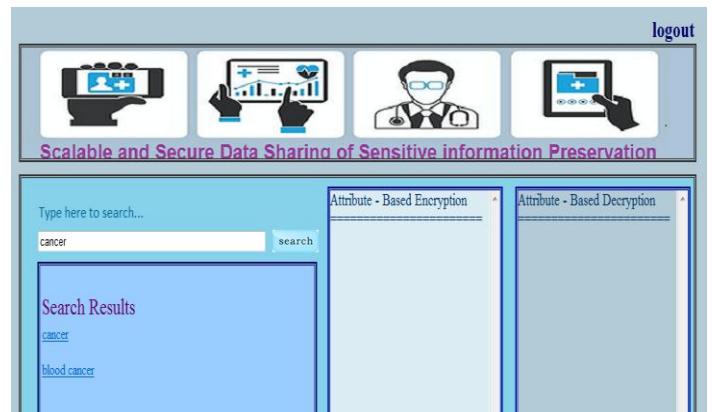 logout
Scalable and Secure Data Sharing of Sensitive information Preservation
Type here to search...
cancer
search
Search Results
cancer
blood cancer
Attribute - Based Encryption
======================
Attribute - Based Decryption
======================